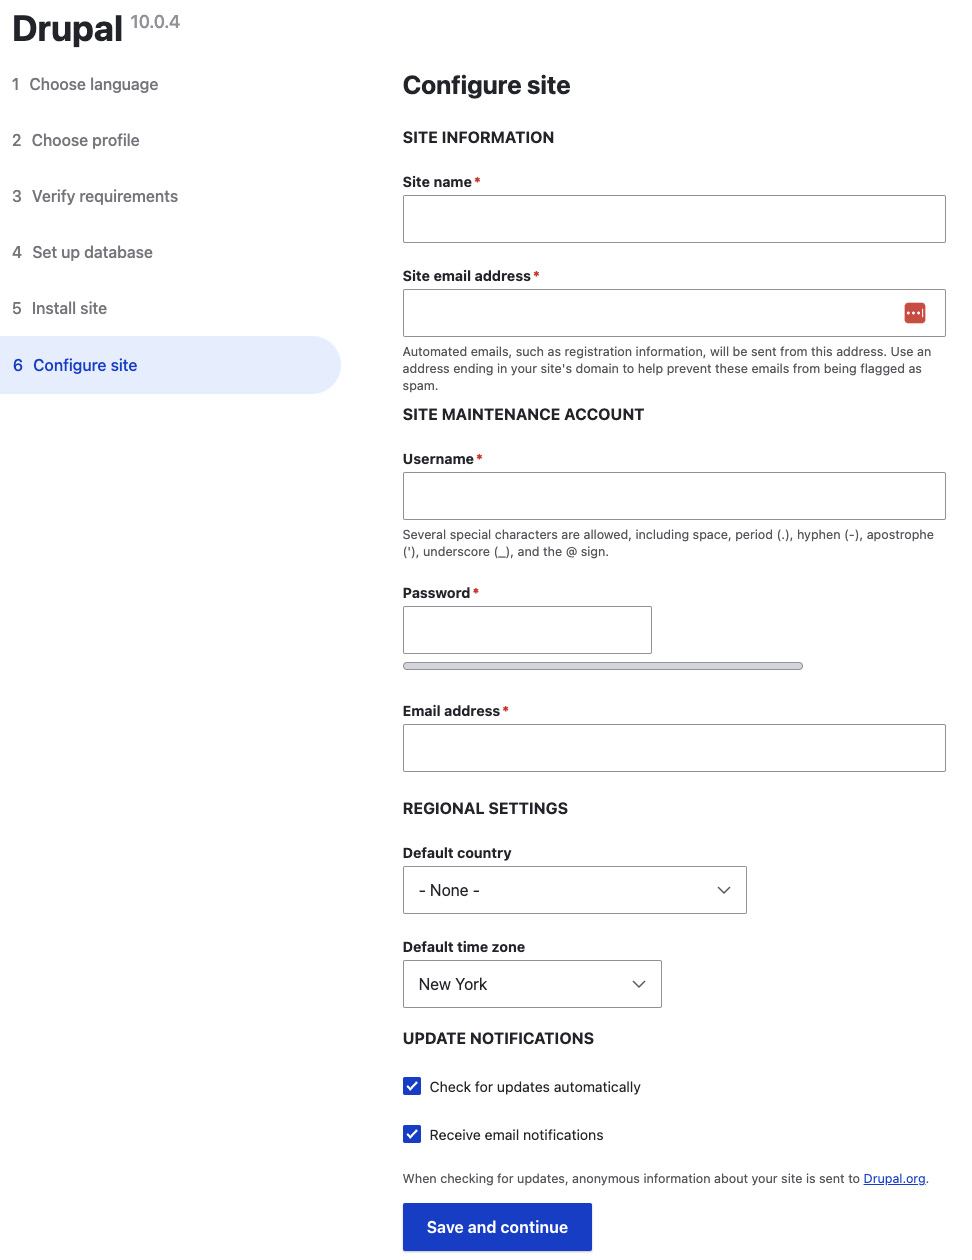 Drupal 10.0.4
1 Choose language
2 Choose profile
3 Verify requirements
4 Set up database
5 Install site
6 Configure site
Configure site
SITE INFORMATION
Site name*
Site email address*
Automated emails, such as registration information, will be sent from this address. Use an
address ending in your site's domain to help prevent these emails from being flagged as
spam.
SITE MAINTENANCE ACCOUNT
Username*
Several special characters are allowed, including space, period (.), hyphen (-), apostrophe
('), underscore (_), and the @ sign.
Password*
Email address*
REGIONAL SETTINGS
Default country
- None -
Default time zone
New York
UPDATE NOTIFICATIONS
Check for updates automatically
Receive email notifications
When checking for updates, anonymous information about your site is sent to Drupal.org.
Save and continue